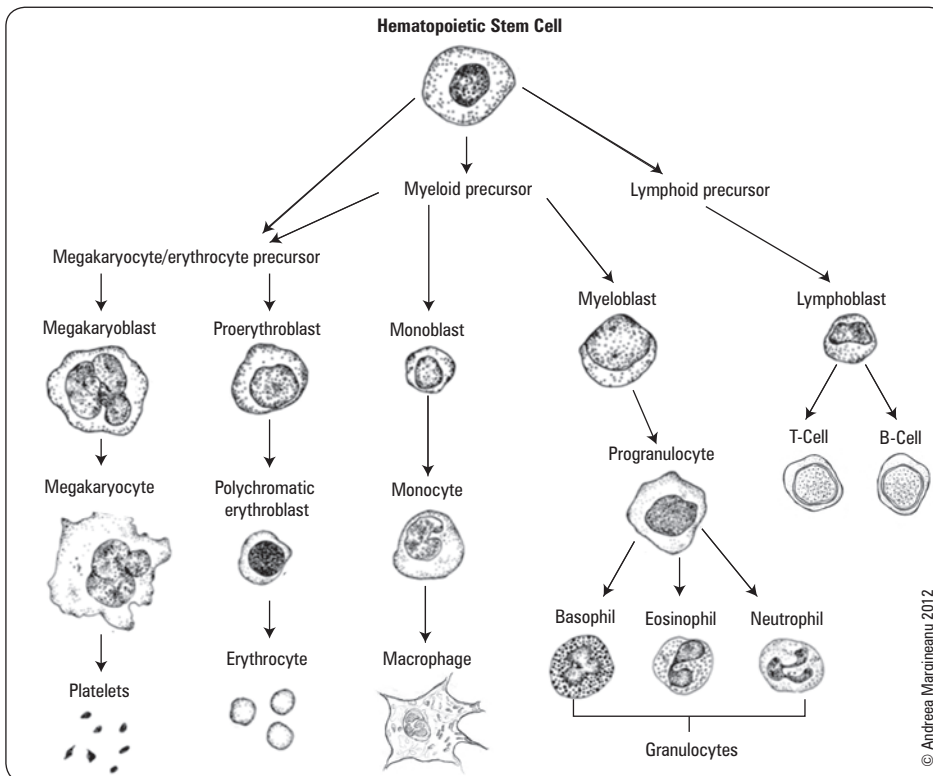 Hematopoietic Stem Cell
Myeloid precursor
Lymphoid precursor
Megakaryocyte/erythrocyte precursor
Myeloblast
Lymphoblast
Megakaryoblast
Proerythroblast
Monoblast
T-Cell
B-Cell
Progranulocyte
Megakaryocyte
Polychromatic
erythroblast
Monocyte
Basophil
Eosinophil
Neutrophil
Erythrocyte
Macrophage
Platelets
Granulocytes
© Andreea Margineanu 2012